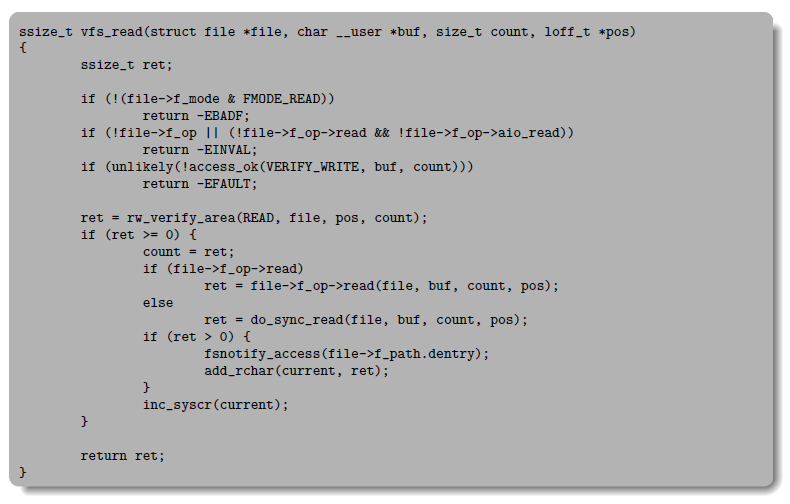 ssize_t vfs_read(struct file *file, char __user *buf, size_t count, loff_t *pos)
{
ssize_t ret;
if (!(file->f_mode & FMODE_READ))
return -EBADF;
if (!file->f_op || (!file->f_op->read && !file->f_op->aio_read))
return -EINVAL;
if (unlikely(!access_ok(VERIFY_WRITE, buf, count)))
return -EFAULT;
ret = rw_verify_area(READ, file, pos, count);
if (ret >= 0) {
count = ret;
if (file->f_op->read)
ret = file->f_op->read(file, buf, count, pos);
else
ret = do_sync_read(file, buf, count, pos);
if (ret > 0) {
fsnotify_access(file->f_path.dentry);
add_rchar(current, ret);
}
inc_syscr(current);
}
return ret;
}